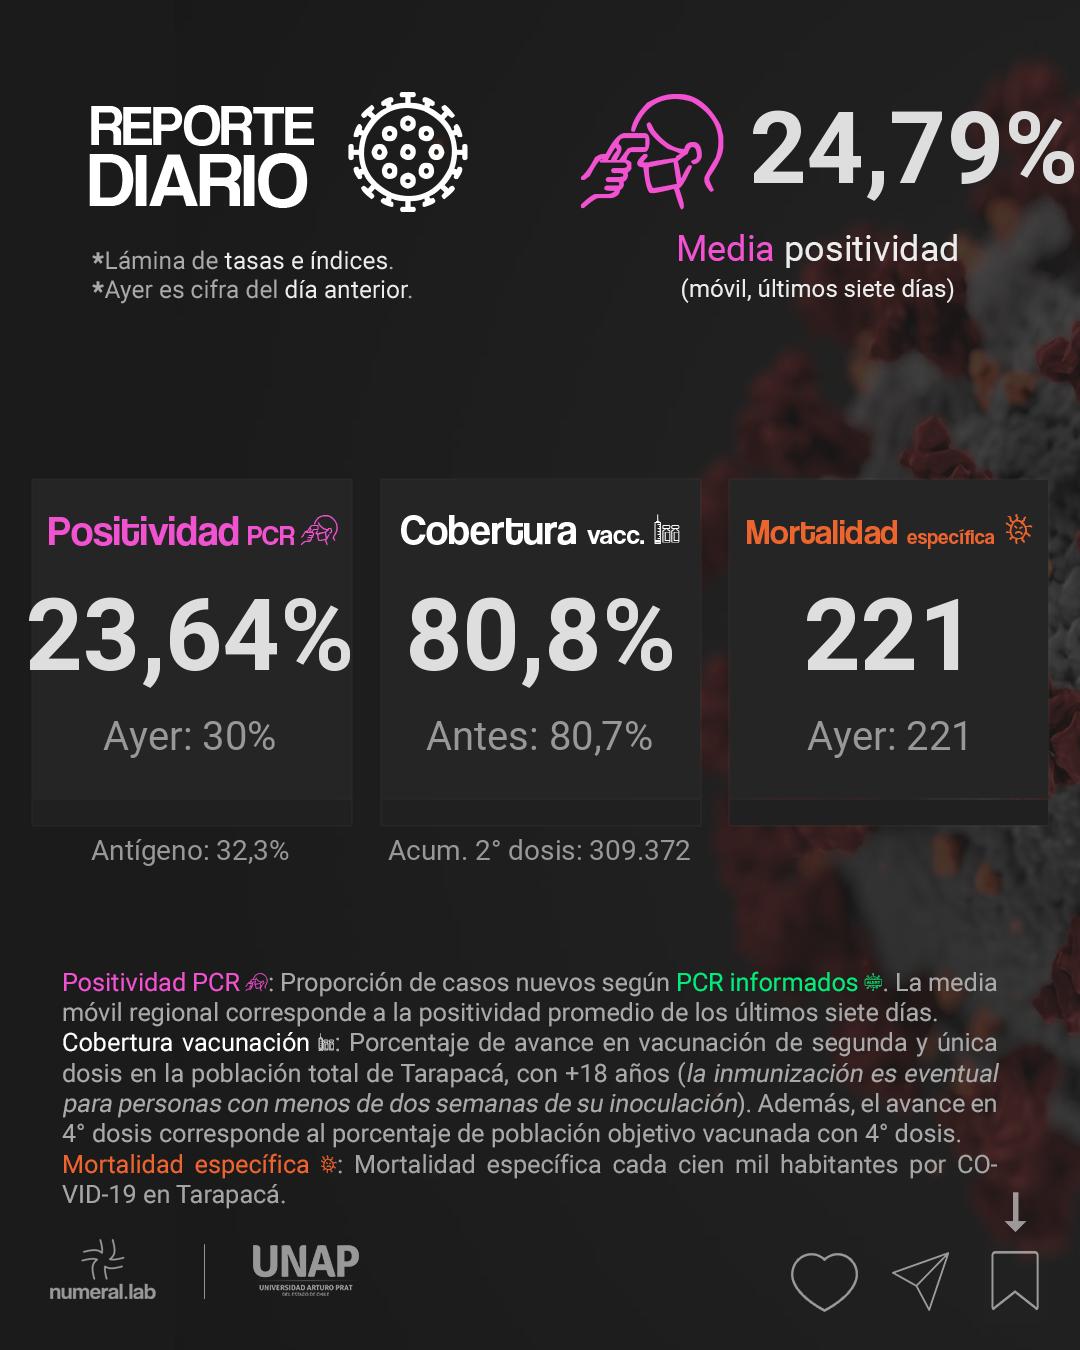 REPORTE
DIARIO
*Lámina de tasas e índices.
*Ayer es cifra del día anterior.
24,79%
Media positividad
(móvil, últimos siete días)
Positividad PCR
23,64%
Ayer: 30%
Antígeno: 32,3%
Cobertura vacc.
80,8%
Antes: 80,7%
Acum. 2° dosis: 309.372
Mortalidad específica
221
Ayer: 221
Positividad PCR : Proporción de casos nuevos según PCR informados . La media
móvil regional corresponde a la positividad promedio de los últimos siete días.
Cobertura vacunación : Porcentaje de avance en vacunación de segunda y única
dosis en la población total de Tarapacá, con +18 años (la inmunización es eventual
para personas con menos de dos semanas de su inoculación). Además, el avance en
4° dosis corresponde al porcentaje de población objetivo vacunada con 4° dosis.
Mortalidad específica : Mortalidad específica cada cien mil habitantes por CO-
VID-19 en Tarapacá.
numeral.lab
UNAP
UNIVERSIDAD ARTURO PRAT
DEL ESTADO DE CHILE